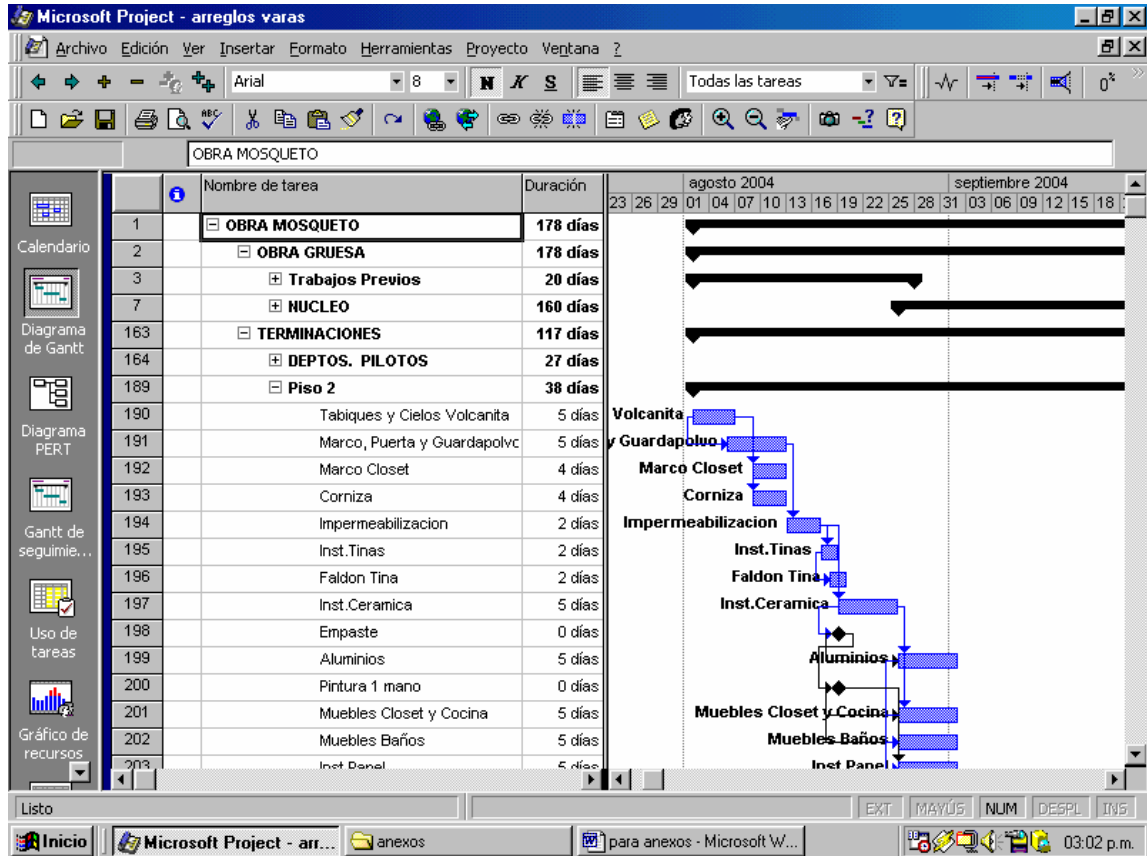 Microsoft Project - arreglos varas
Archivo Edición Ver Insertar Formato Herramientas Proyecto Ventana ?
Arial 8 N K S Todas las tareas
OBRA MOSQUETO
Nombre de tarea Duración agosto 2004 septiembre 2004
23 26 29 01 04 07 10 13 16 19 22 25 28 31 03 06 09 12 15 18
1 OBRA MOSQUETO 178 días
2 OBRA GRUESA 178 días
3 Trabajos Previos 20 días
7 NUCLEO 160 días
163 TERMINACIONES 117 días
164 DEPTOS. PILOTOS 27 días
189 Piso 2 38 días
190 Tabiques y Cielos Volcanita 5 días Volcanita
191 Marco, Puerta y Guardapolvo 5 días y Guardapolvo
192 Marco Closet 4 días Marco Closet
193 Corniza 4 días Corniza
194 Impermeabilizacion 2 días Impermeabilizacion
195 Inst.Tinas 2 días Inst.Tinas
196 Faldon Tina 2 días Faldon Tina
197 Inst.Ceramica 5 días Inst.Ceramica
198 Empaste 0 días
199 Aluminios 5 días Aluminios
200 Pintura 1 mano 0 días
201 Muebles Closet y Cocina 5 días Muebles Closet y Cocina
202 Muebles Baños 5 días Muebles Baños
203 Inst Panel 5 días Inst Panel
Calendario
Diagrama
de Gantt
Diagrama
PERT
Gantt de
seguimie...
Uso de
tareas
Gráfico de
recursos
Listo EXT MAYÚS NUM DESPL INS
Inicio Microsoft Project - arr... anexos para anexos - Microsoft W... 03:02 p.m.